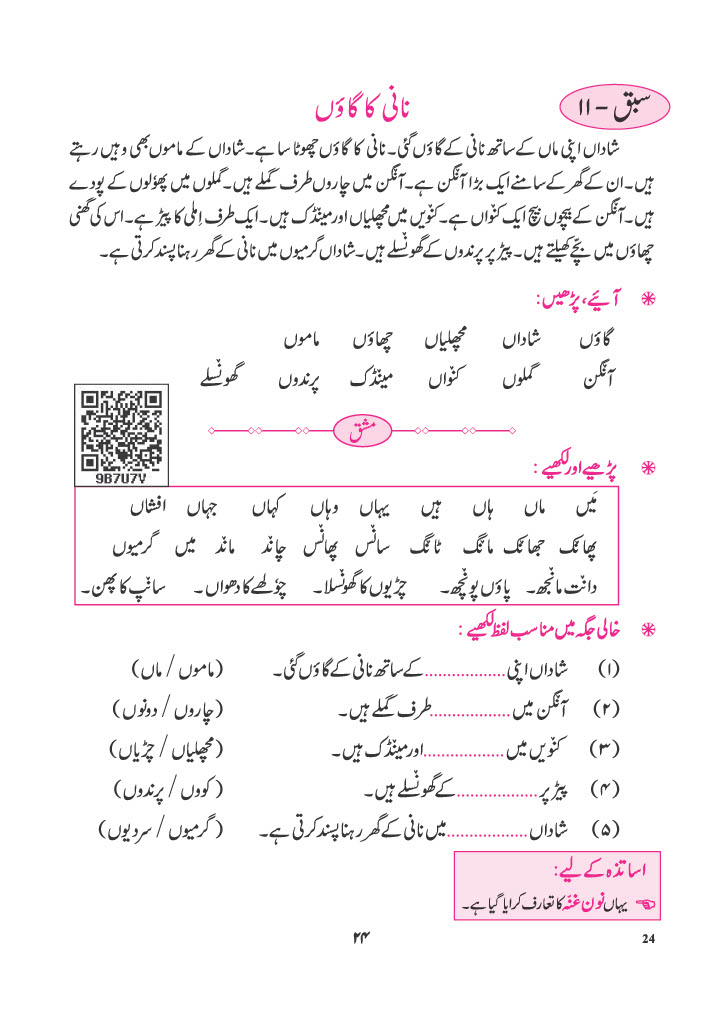 سبق - ۱۱
نانی کا گاؤں
شاداں اپنی ماں کے ساتھ نانی کے گاؤں گئی۔ نانی کا گاؤں چھوٹا سا ہے۔ شاداں کے ماموں بھی وہیں رہتے
ہیں۔ ان کے گھر کے سامنے ایک بڑا آنگن ہے۔ آنگن میں چاروں طرف گملے ہیں۔ گملوں میں پھولوں کے پودے
ہیں۔ آنگن کے بیچوں بیچ ایک کنواں ہے۔ کنویں میں مچھلیاں اور مینڈک ہیں۔ ایک طرف اِملی کا پیڑ ہے۔ اس کی گھنی
چھاؤں میں بچّے کھیلتے ہیں۔ پیڑ پر پرندوں کے گھونسلے ہیں۔ شاداں گرمیوں میں نانی کے گھر رہنا پسند کرتی ہے۔
آئیے، پڑھیں:
گاؤں شاداں مچھلیاں چھاؤں ماموں
آنگن گملوں کنواں مینڈک پرندوں گھونسلے
9B7U7V
مشق
پڑھیے اور لکھیے :
مَیں ماں ہاں ہیں یہاں وہاں کہاں جہاں افشاں
پھانک جھانک مانگ ٹانگ سانس پھانس چاند ماند میں گرمیوں
دانت مانجھ۔ پاؤں پونچھ۔ چڑیوں کا گھونسلا۔ چولھے کا دھواں۔ سانپ کا پھن۔
خالی جگہ میں مناسب لفظ لکھیے :
(۱) شاداں اپنی .................. کے ساتھ نانی کے گاؤں گئی۔ (ماموں / ماں)
(۲) آنگن میں .................. طرف گملے ہیں۔ (چاروں / دونوں)
(۳) کنویں میں .................. اور مینڈک ہیں۔ (مچھلیاں / چڑیاں)
(۴) پیڑ پر .................. کے گھونسلے ہیں۔ (کووں / پرندوں)
(۵) شاداں .................. میں نانی کے گھر رہنا پسند کرتی ہے۔ (گرمیوں / سردیوں)
اساتذہ کے لیے:
یہاں نون غنّہ کا تعارف کرایا گیا ہے۔
۲۴
24